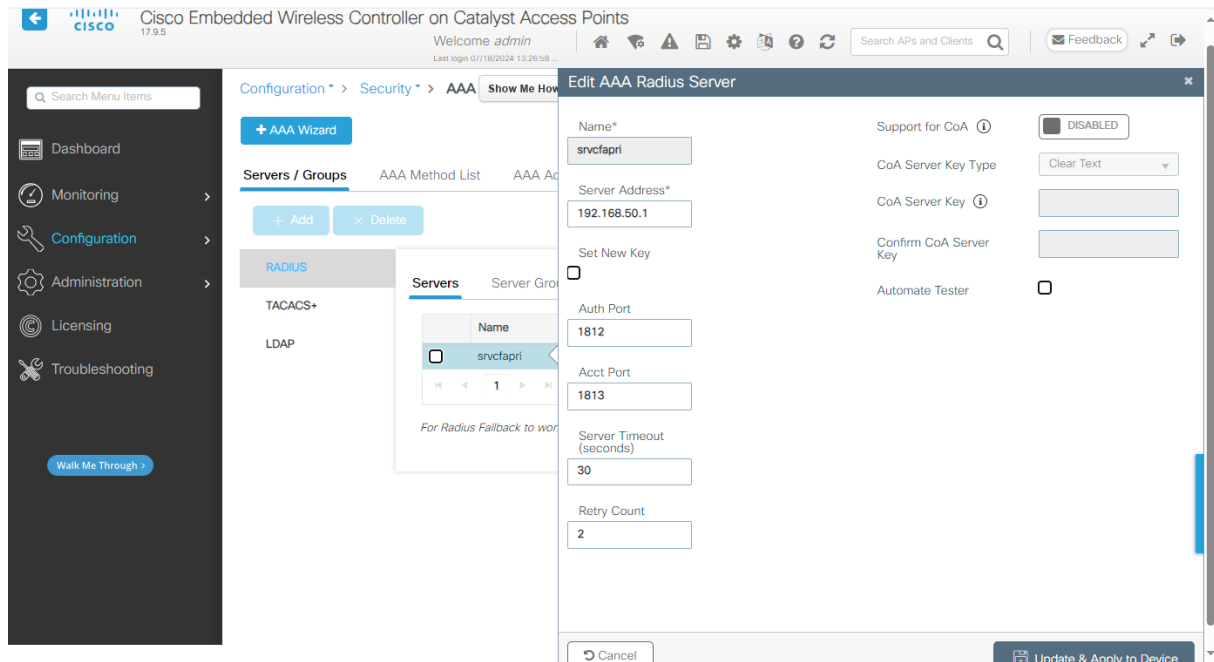 CISCO
Cisco Embedded Wireless Controller on Catalyst Access Points
17.9.5
Welcome admin
Last login 07/18/2024 13:26:58 ...
Search APs and Clients
Feedback
Search Menu Items
Dashboard
Monitoring
Configuration
Administration
Licensing
Troubleshooting
Walk Me Through >
Configuration > Security > AAA Show Me How
+ AAA Wizard
Servers / Groups AAA Method List AAA Ad
+ Add × Delete
RADIUS
TACACS+
LDAP
Servers Server Grou
Name
srvcfapri
1
For Radius Fallback to wor
Edit AAA Radius Server
Name*
srvcfapri
Server Address*
192.168.50.1
Set New Key
Auth Port
1812
Acct Port
1813
Server Timeout
(seconds)
30
Retry Count
2
Support for CoA DISABLED
CoA Server Key Type Clear Text
CoA Server Key
Confirm CoA Server
Key
Automate Tester
Cancel
Update & Apply to Device